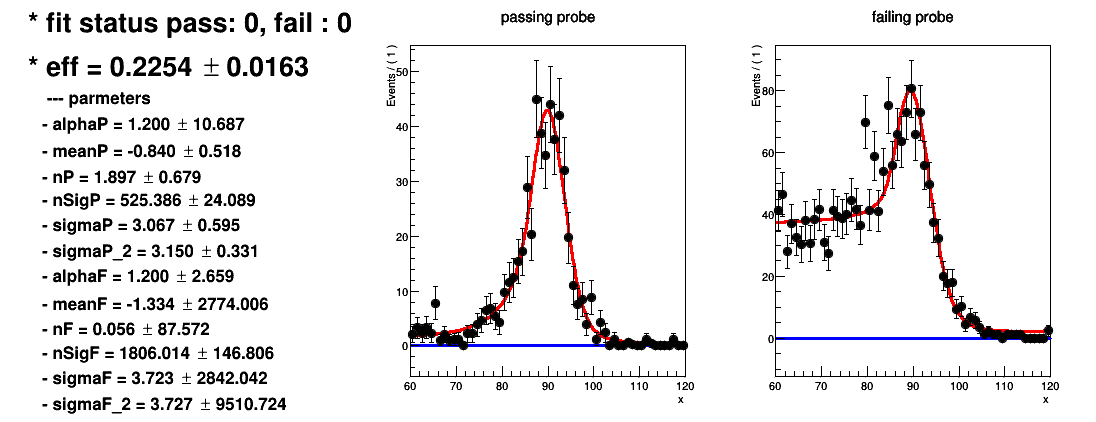 * fit status pass: 0, fail : 0
* eff = 0.2254 ± 0.0163
--- parmeters
- alphaP = 1.200 ± 10.687
- meanP = -0.840 ± 0.518
- nP = 1.897 ± 0.679
- nSigP = 525.386 ± 24.089
- sigmaP = 3.067 ± 0.595
- sigmaP_2 = 3.150 ± 0.331
- alphaF = 1.200 ± 2.659
- meanF = -1.334 ± 2774.006
- nF = 0.056 ± 87.572
- nSigF = 1806.014 ± 146.806
- sigmaF = 3.723 ± 2842.042
- sigmaF_2 = 3.727 ± 9510.724
passing probe
Events / ( 1 )
50
40
30
20
10
0
60 70 80 90 100 110 120
x
failing probe
Events / ( 1 )
80
60
40
20
0
60 70 80 90 100 110 120
x